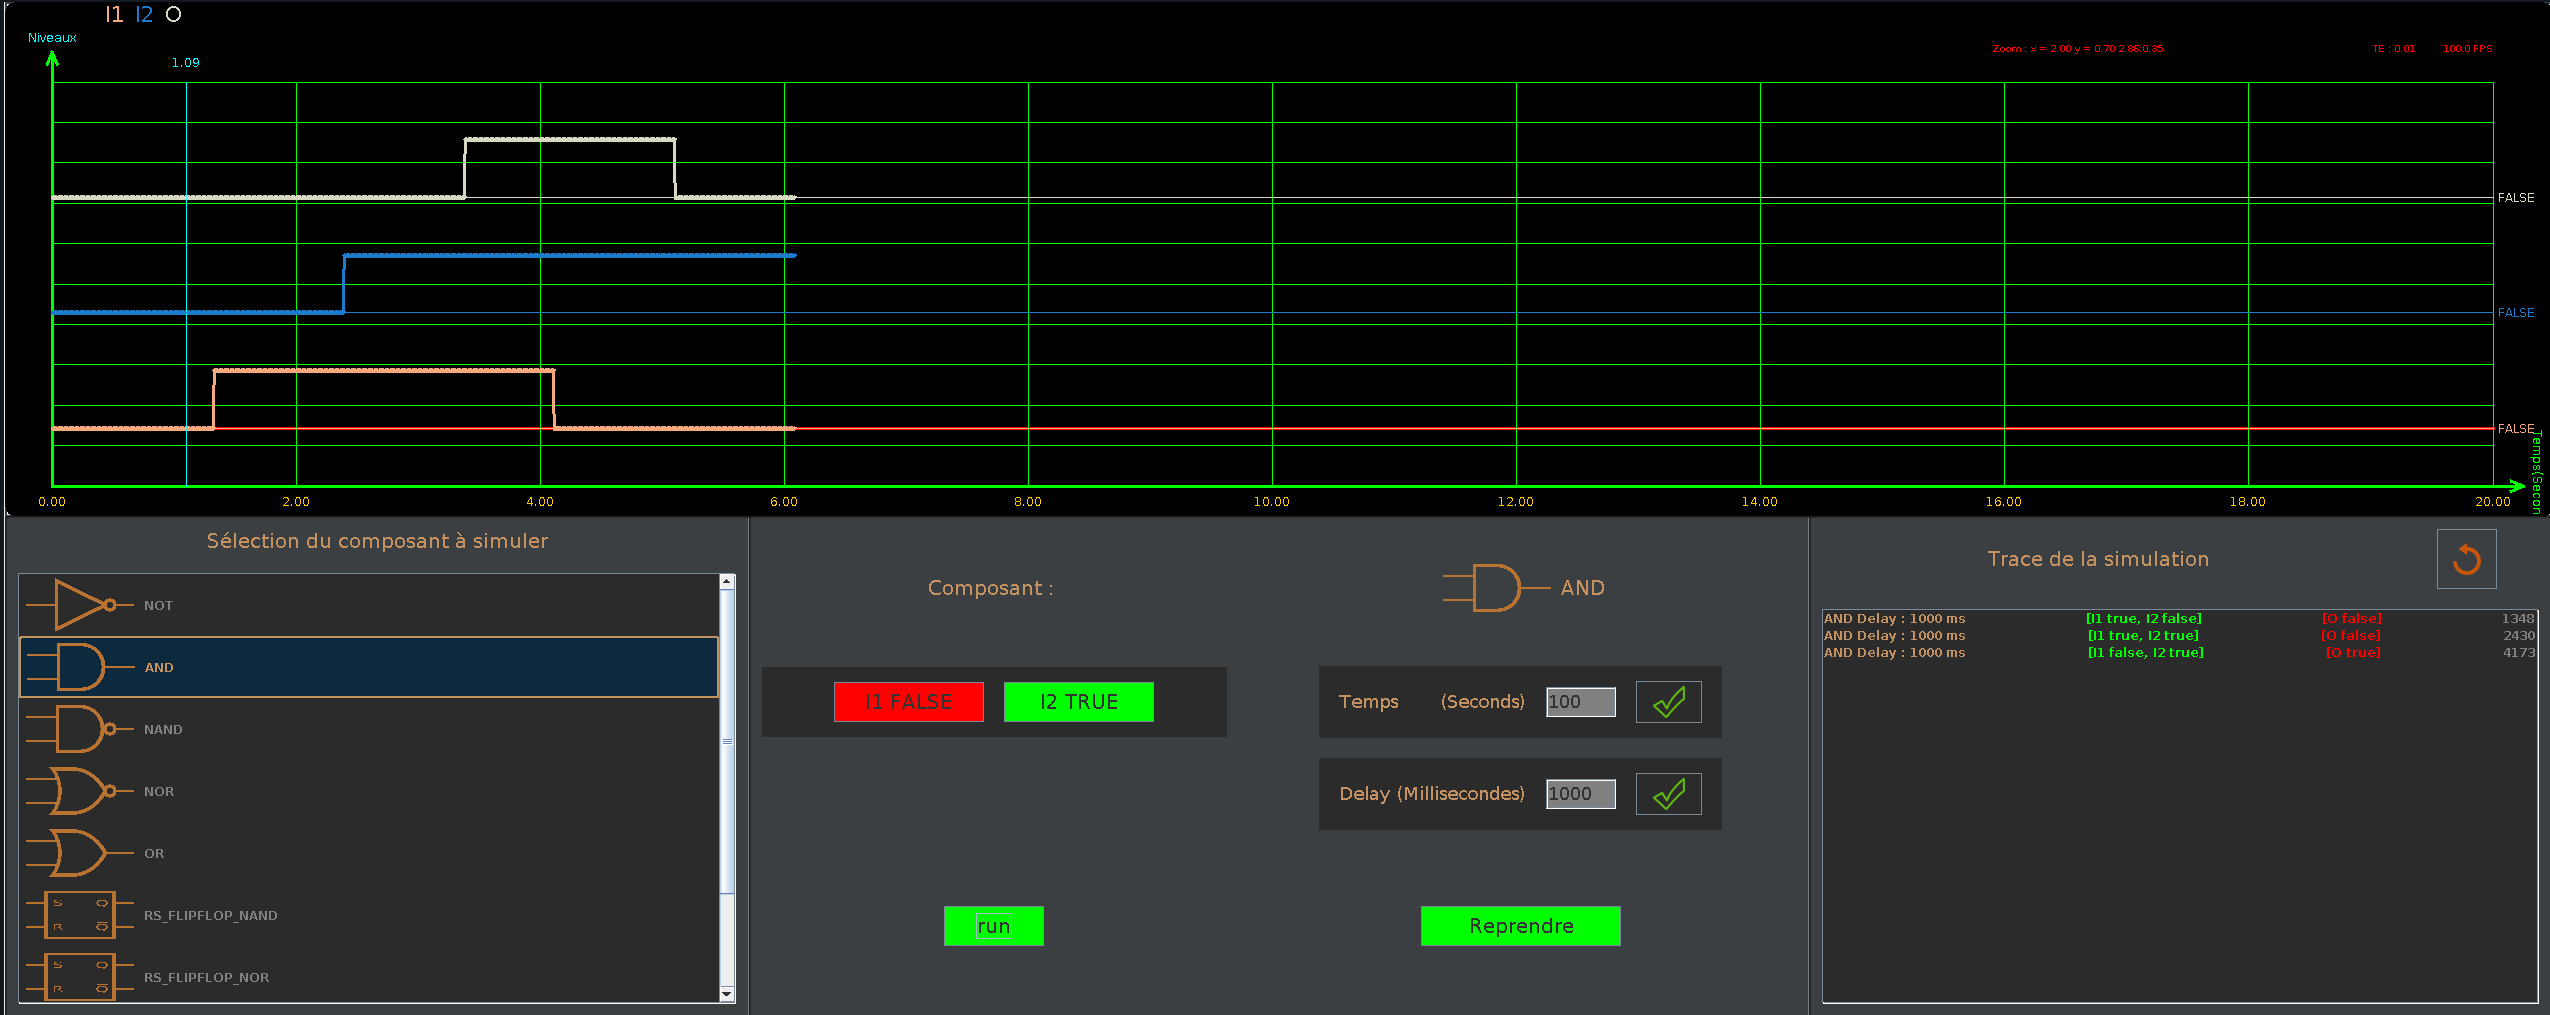 I1 I2 O
Niveaux
Zoom : x = 2.00 y = 0.70 2.86:0.85 TE : 0.01 100.0 FPS
1.09
FALSE
FALSE
FALSE
Temps(Secon
0.00 2.00 4.00 6.00 8.00 10.00 12.00 14.00 16.00 18.00 20.00
Sélection du composant à simuler
NOT
AND
NAND
NOR
OR
S Q
R Q
RS_FLIPFLOP_NAND
S Q
R Q
RS_FLIPFLOP_NOR
Composant :
AND
I1 FALSE I2 TRUE
Temps (Seconds) 100
Delay (Millisecondes) 1000
run
Reprendre
Trace de la simulation
AND Delay : 1000 ms [I1 true, I2 false] [O false] 1348
AND Delay : 1000 ms [I1 true, I2 true] [O false] 2430
AND Delay : 1000 ms [I1 false, I2 true] [O true] 4173